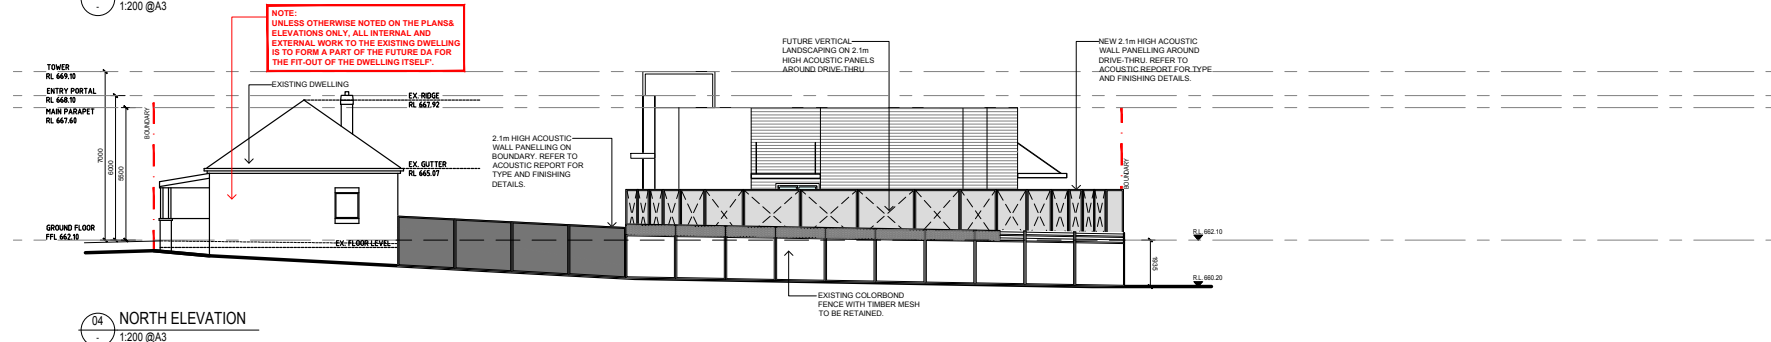 -
1:200 @A3
NOTE:
UNLESS OTHERWISE NOTED ON THE PLANS&
ELEVATIONS ONLY, ALL INTERNAL AND
EXTERNAL WORK TO THE EXISTING DWELLING
IS TO FORM A PART OF THE FUTURE DA FOR
THE FIT-OUT OF THE DWELLING ITSELF'.
FUTURE VERTICAL
LANDSCAPING ON 2.1m
HIGH ACOUSTIC PANELS
AROUND DRIVE-THRU
NEW 2.1m HIGH ACOUSTIC
WALL PANELLING AROUND
DRIVE-THRU. REFER TO
ACOUSTIC REPORT FOR TYPE
AND FINISHING DETAILS.
TOWER
RL 669.10
ENTRY PORTAL
RL 668.10
MAIN PARAPET
RL 667.60
EXISTING DWELLING
EX. RIDGE
RL 667.92
BOUNDARY
7000
6000
5500
2.1m HIGH ACOUSTIC
WALL PANELLING ON
BOUNDARY. REFER TO
ACOUSTIC REPORT FOR
TYPE AND FINISHING
DETAILS.
EX. GUTTER
RL 665.07
BOUNDARY
GROUND FLOOR
FFL 662.10
EX. FLOOR LEVEL
R.L. 662.10
1935
R.L. 660.20
EXISTING COLORBOND
FENCE WITH TIMBER MESH
TO BE RETAINED.
04 NORTH ELEVATION
-
1:200 @A3